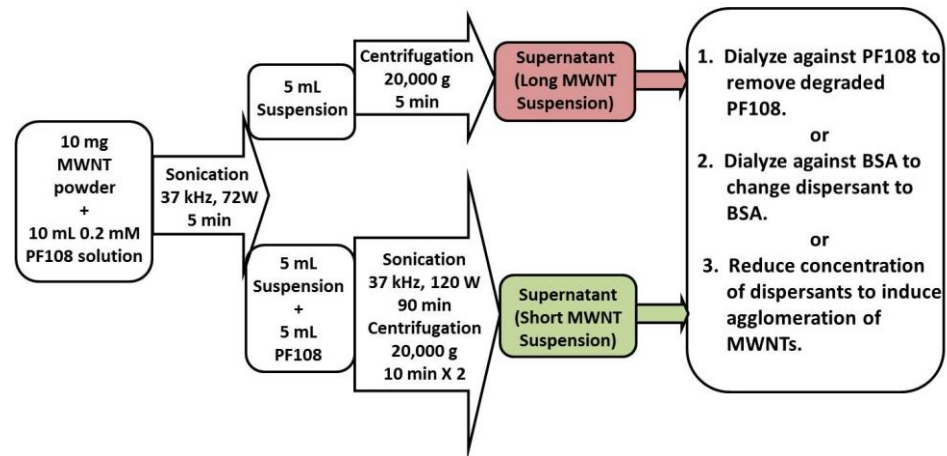 10 mg
MWNT
powder
+
10 mL 0.2 mM
PF108 solution
Sonication
37 kHz, 72W
5 min
5 mL
Suspension
Centrifugation
20,000 g
5 min
Supernatant
(Long MWNT
Suspension)
5 mL
Suspension
+
5 mL
PF108
Sonication
37 kHz, 120 W
90 min
Centrifugation
20,000 g
10 min X 2
Supernatant
(Short MWNT
Suspension)
1. Dialyze against PF108 to
remove degraded
PF108.
or
2. Dialyze against BSA to
change dispersant to
BSA.
or
3. Reduce concentration
of dispersants to induce
agglomeration of
MWNTs.